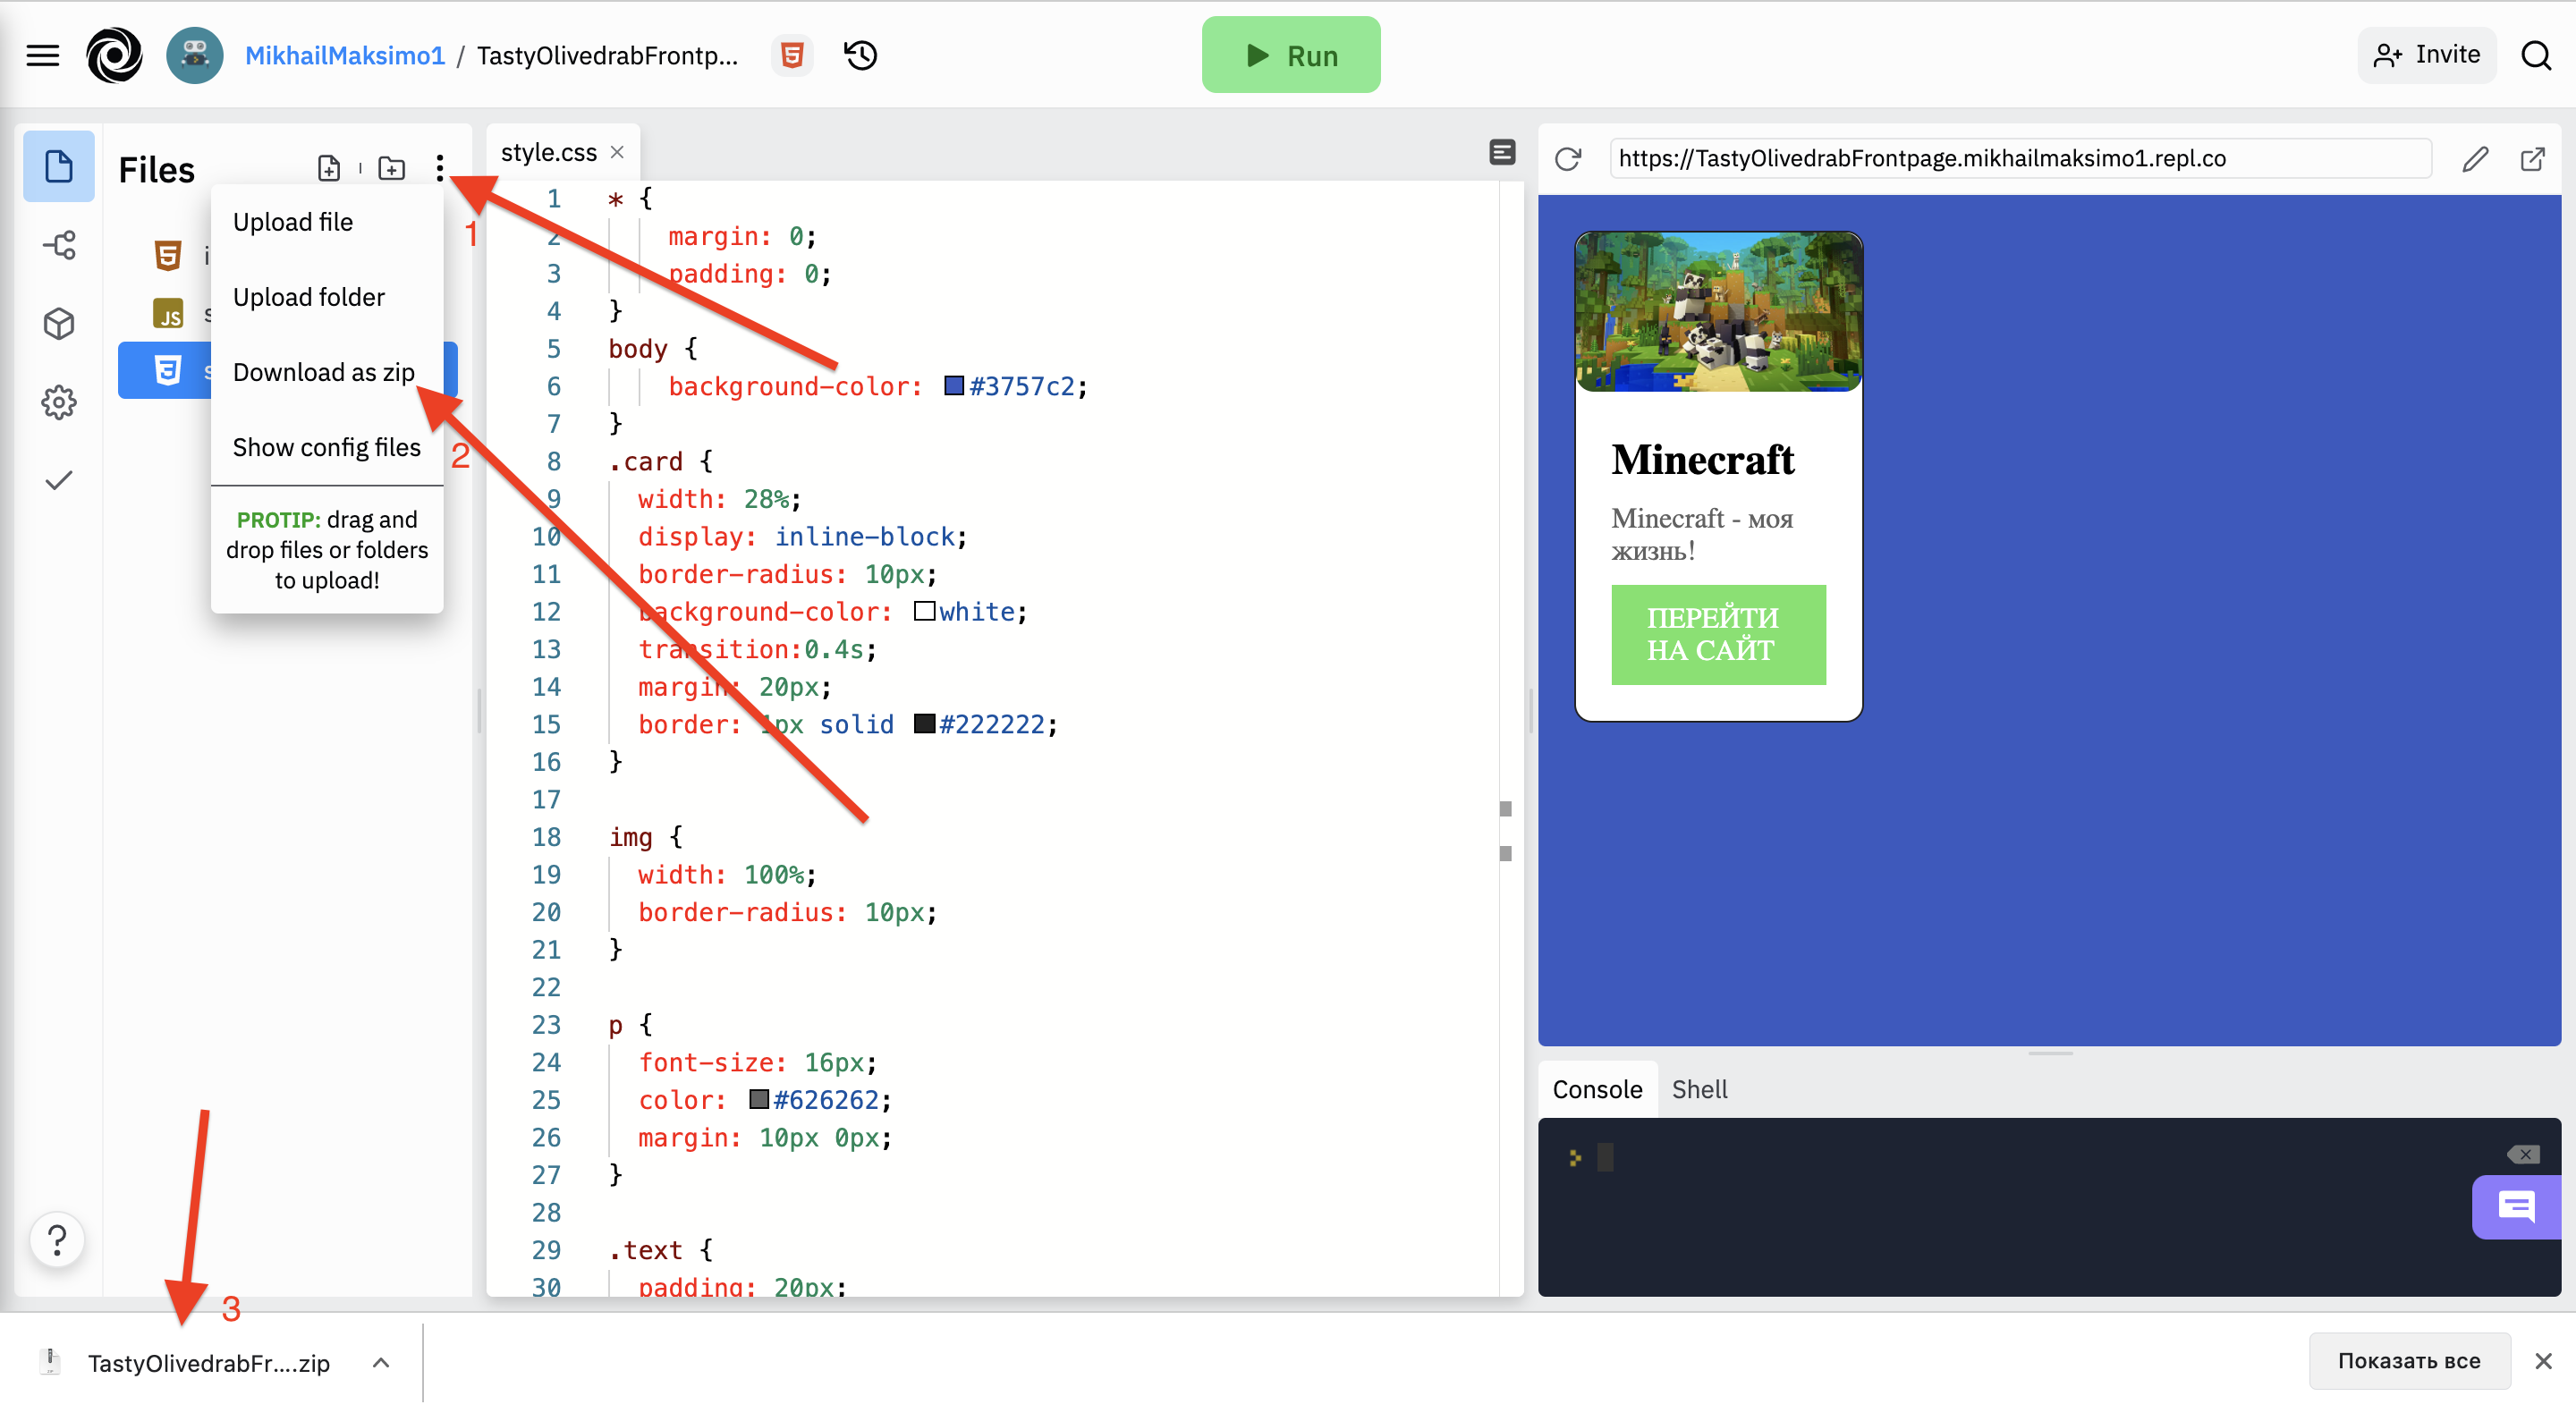 MikhailMaksimo1 / TastyOlivedrabFrontp...
Run
Invite
Files
Upload file
Upload folder
Download as zip
Show config files
PROTIP: drag and
drop files or folders
to upload!
1
2
3
style.css
1 * {
2 margin: 0;
3 padding: 0;
4 }
5 body {
6 background-color: #3757c2;
7 }
8 .card {
9 width: 28%;
10 display: inline-block;
11 border-radius: 10px;
12 background-color: white;
13 transition:0.4s;
14 margin: 20px;
15 border: 1px solid #222222;
16 }
17
18 img {
19 width: 100%;
20 border-radius: 10px;
21 }
22
23 p {
24 font-size: 16px;
25 color: #626262;
26 margin: 10px 0px;
27 }
28
29 .text {
30 padding: 20px;
https://TastyOlivedrabFrontpage.mikhailmaksimo1.repl.co
Minecraft
Minecraft - моя
жизнь!
ПЕРЕЙТИ
НА САЙТ
Console Shell
TastyOlivedrabFr....zip
Показать все